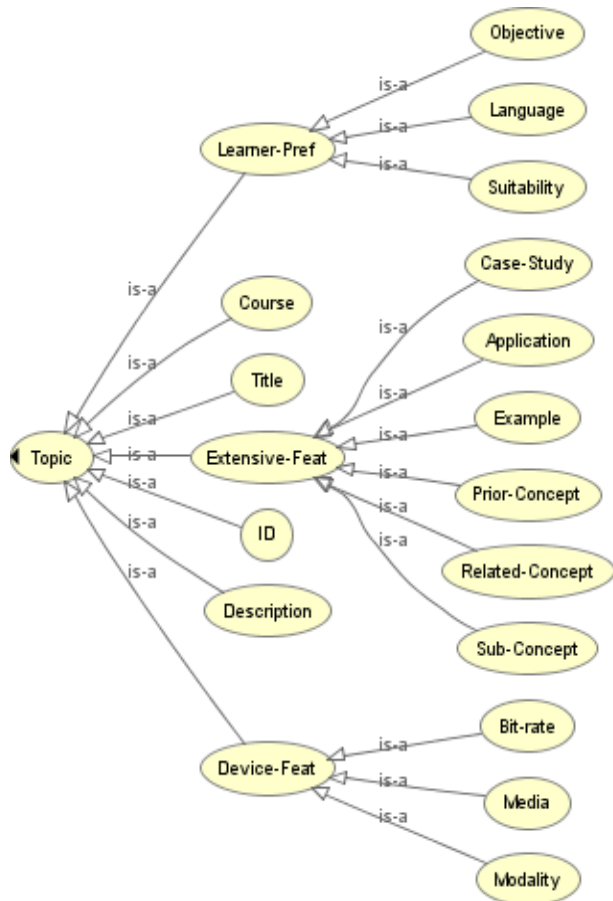 Objective
is-a
Language
is-a
Learner-Pref
is-a
Suitability
Case-Study
is-a
Course
is-a
Application
is-a
Title
is-a
Example
is-a
is-a
Topic
is-a
Extensive-Feat
is-a
Prior-Concept
is-a
is-a
ID
is-a
Related-Concept
is-a
is-a
Description
Sub-Concept
Bit-rate
is-a
Device-Feat
is-a
Media
is-a
Modality